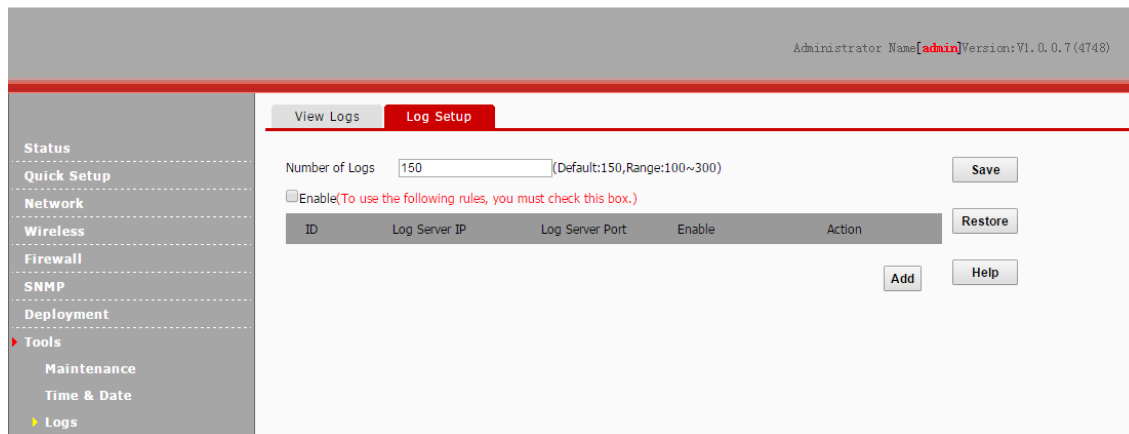 Administrator Name[admin]Version:V1.0.0.7(4748)
View Logs Log Setup
Status
Quick Setup
Network
Wireless
Firewall
SNMP
Deployment
Tools
Maintenance
Time & Date
Logs
Number of Logs 150 (Default:150,Range:100~300)
Enable(To use the following rules, you must check this box.)
ID Log Server IP Log Server Port Enable Action
Add
Save
Restore
Help